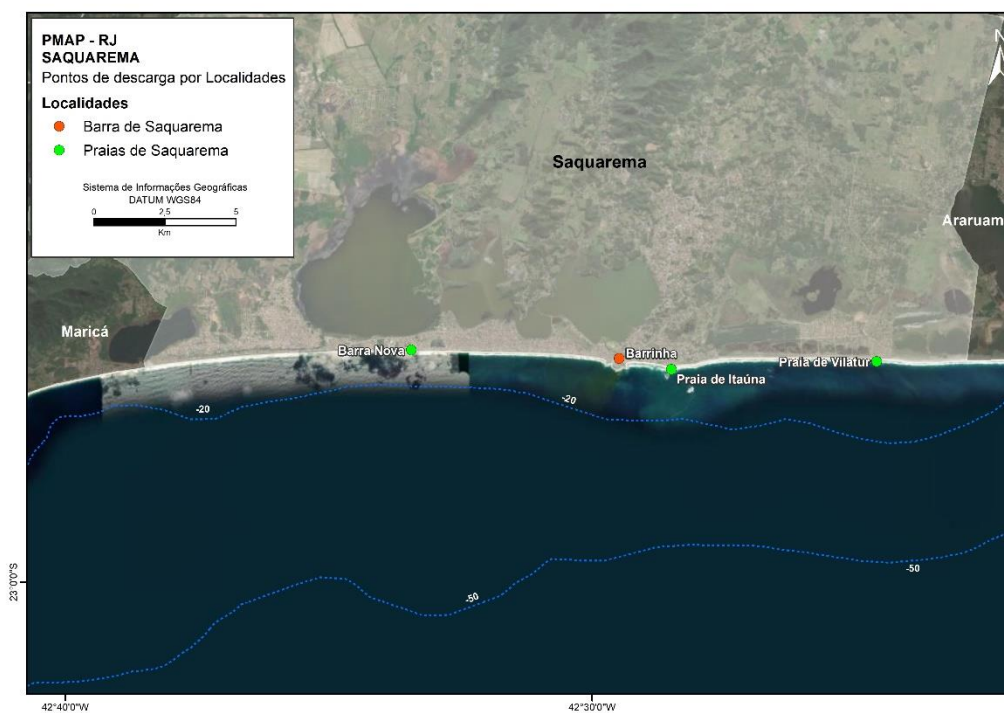 PMAP - RJ
SAQUAREMA
Pontos de descarga por Localidades
Localidades
Barra de Saquarema
Praias de Saquarema
Sistema de Informações Geográficas
DATUM WGS84
0 2,5 5
Km
N
Saquarema
Araruam
Maricá
Barra Nova
Barrinha
Praia de Vilatur
Praia de Itaúna
-20
-20
-50
-50
23°0'0"S
42°40'0"W
42°30'0"W